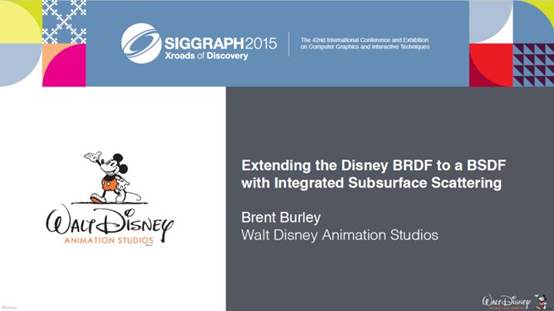 SIGGRAPH2015
Xroads of Discovery
The 42nd International Conference and Exhibition
on Computer Graphics and Interactive Techniques
WALT DISNEY
ANIMATION STUDIOS
Extending the Disney BRDF to a BSDF
with Integrated Subsurface Scattering
Brent Burley
Walt Disney Animation Studios
©Disney
WALT DISNEY
ANIMATION STUDIOS